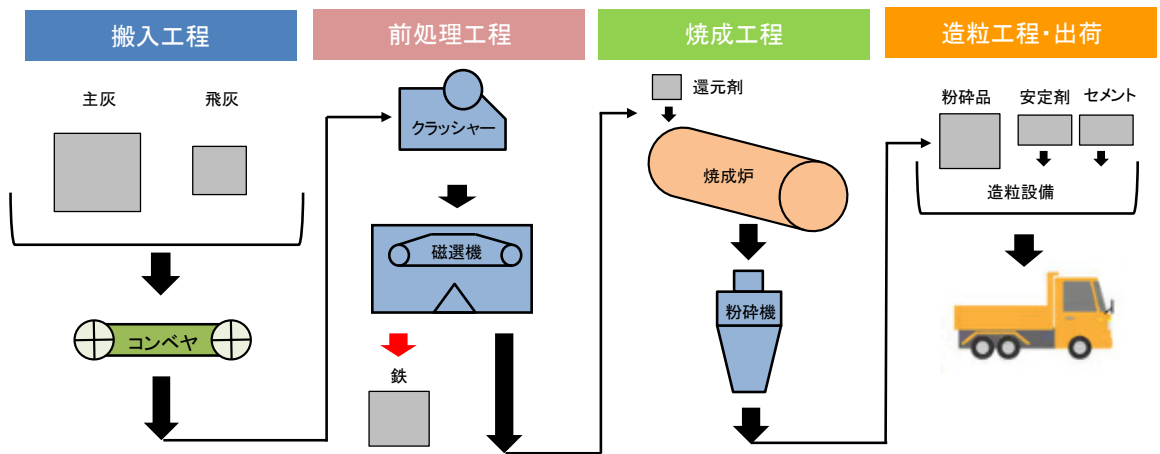 搬入工程
前処理工程
焼成工程
造粒工程・出荷
主灰
飛灰
コンベヤ
クラッシャー
磁選機
鉄
還元剤
焼成炉
粉砕機
粉砕品
安定剤
セメント
造粒設備